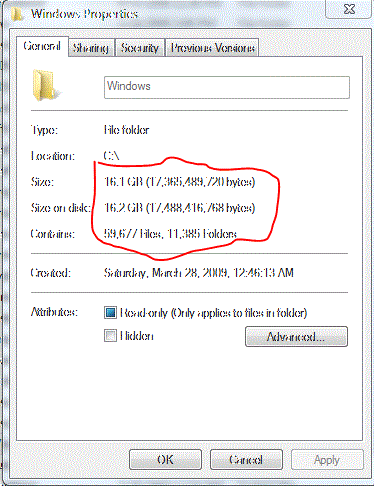 Windows Properties
General Sharing Security Previous Versions
Windows
Type: File folder
Location: C:\
Size: 16.1 GB (17,365,489,720 bytes)
Size on disk: 16.2 GB (17,488,416,768 bytes)
Contains: 59,677 Files, 11,385 Folders
Created: Saturday, March 28, 2009, 12:46:13 AM
Attributes: Read-only (Only applies to files in folder)
Hidden Advanced...
OK Cancel Apply